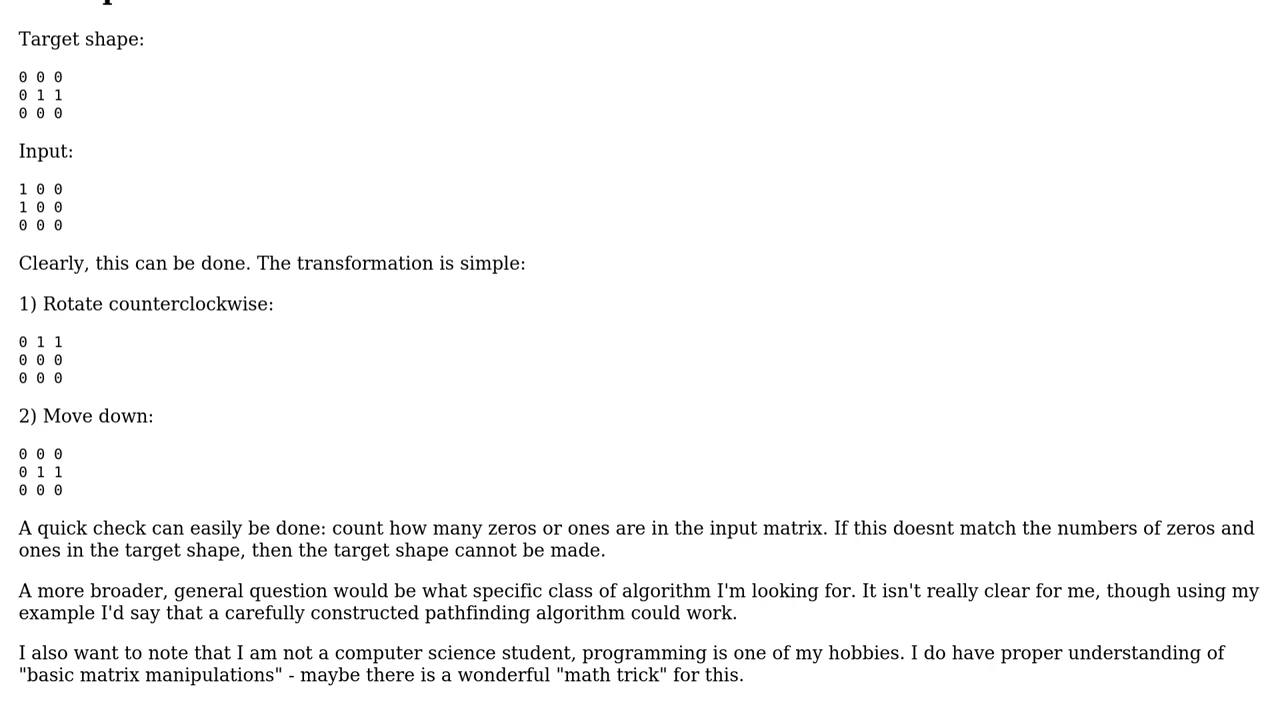 Target shape:
0 0 0
0 1 1
0 0 0
Input:
1 0 0
1 0 0
0 0 0
Clearly, this can be done. The transformation is simple:
1) Rotate counterclockwise:
0 1 1
0 0 0
0 0 0
2) Move down:
0 0 0
0 1 1
0 0 0
A quick check can easily be done: count how many zeros or ones are in the input matrix. If this doesnt match the numbers of zeros and
ones in the target shape, then the target shape cannot be made.
A more broader, general question would be what specific class of algorithm I'm looking for. It isn't really clear for me, though using my
example I'd say that a carefully constructed pathfinding algorithm could work.
I also want to note that I am not a computer science student, programming is one of my hobbies. I do have proper understanding of
"basic matrix manipulations" - maybe there is a wonderful "math trick" for this.